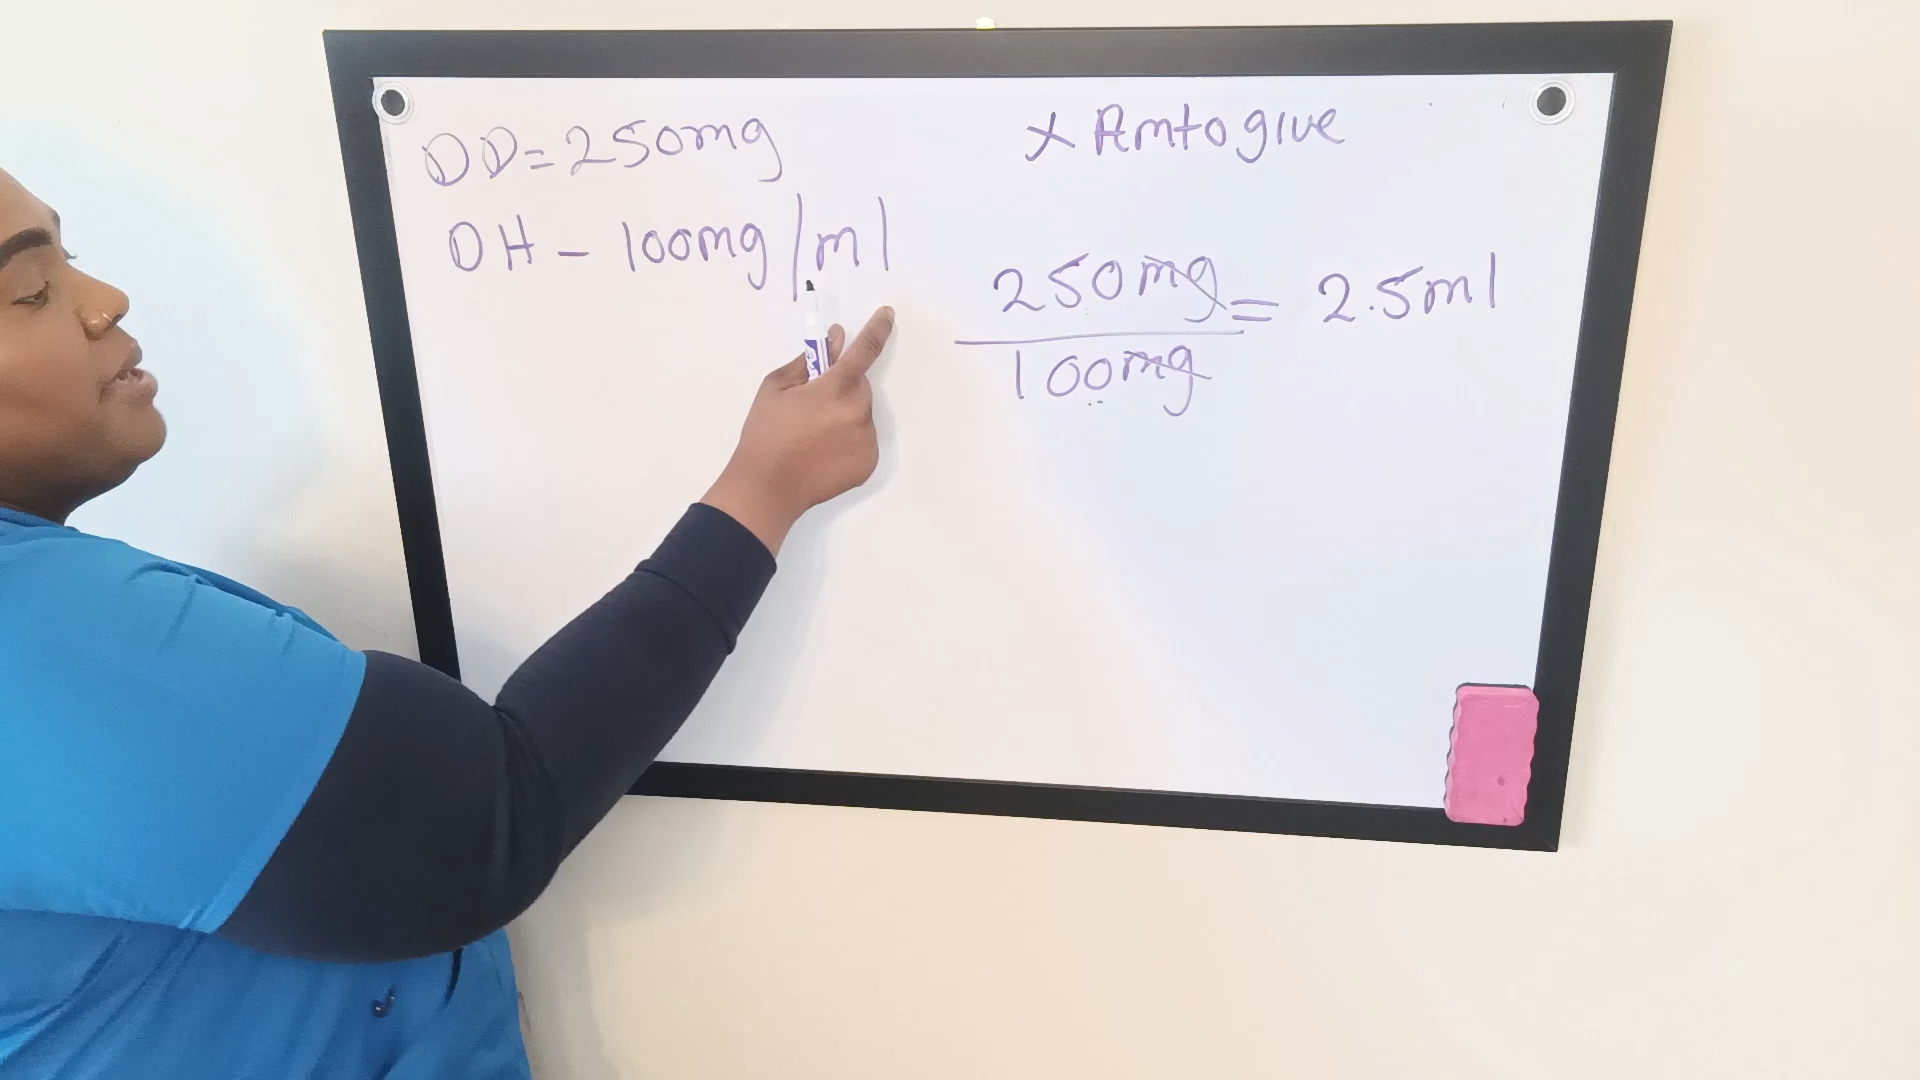 DD=250mg
DH - 100mg/ml
x Amt to give
250mg = 2.5ml
100mg